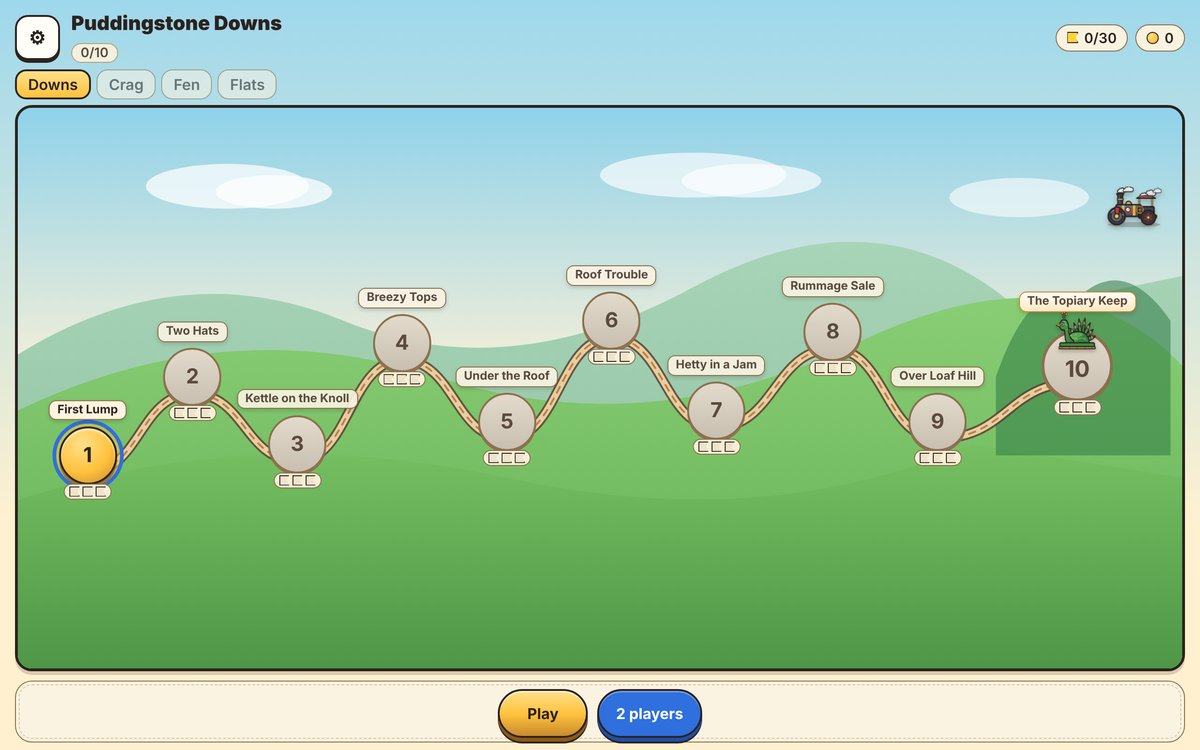 Puddingstone Downs
0/10
0/30
0
Downs
Crag
Fen
Flats
First Lump
1
Two Hats
2
Kettle on the Knoll
3
Breezy Tops
4
Under the Roof
5
Roof Trouble
6
Hetty in a Jam
7
Rummage Sale
8
Over Loaf Hill
9
The Topiary Keep
10
Play
2 players